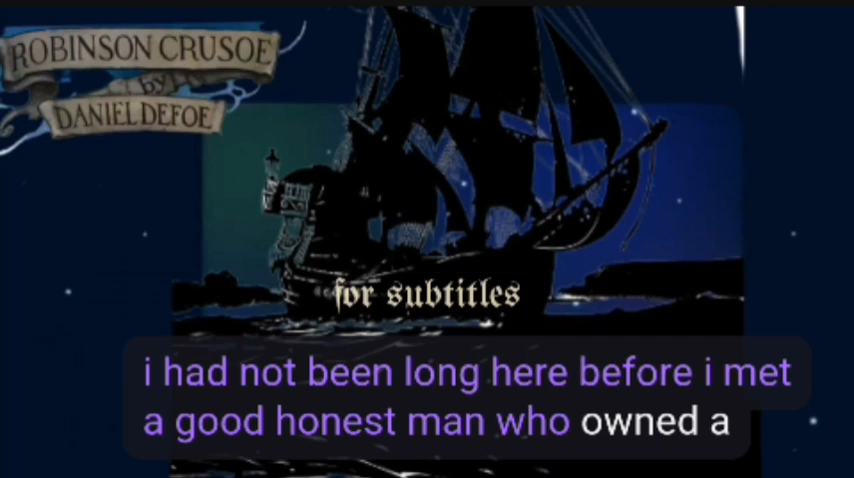 ROBINSON CRUSOE
by
DANIEL DEFOE
for subtitles
i had not been long here before i met
a good honest man who owned a